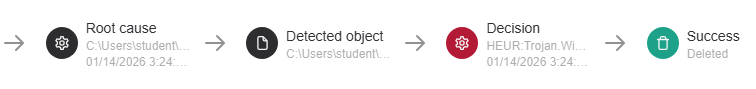 Root cause
C:\Users\student\...
01/14/2026 3:24:...
Detected object
C:\Users\student\...
Decision
HEUR:Trojan.Wi...
01/14/2026 3:24:...
Success
Deleted